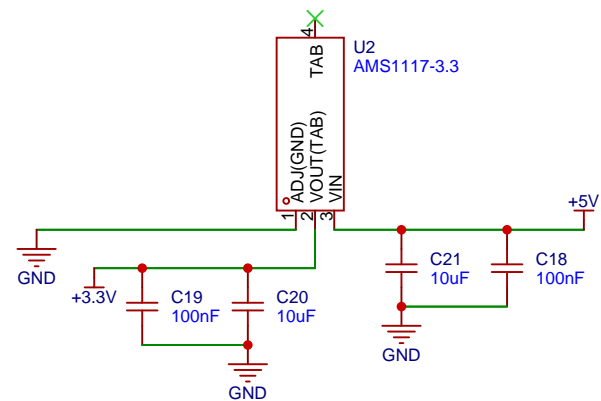 4
TAB
U2
AMS1117-3.3
ADJ(GND)
VOUT(TAB)
VIN
1
2
3
+5V
GND
+3.3V
C19
100nF
C20
10uF
C21
10uF
C18
100nF
GND
GND